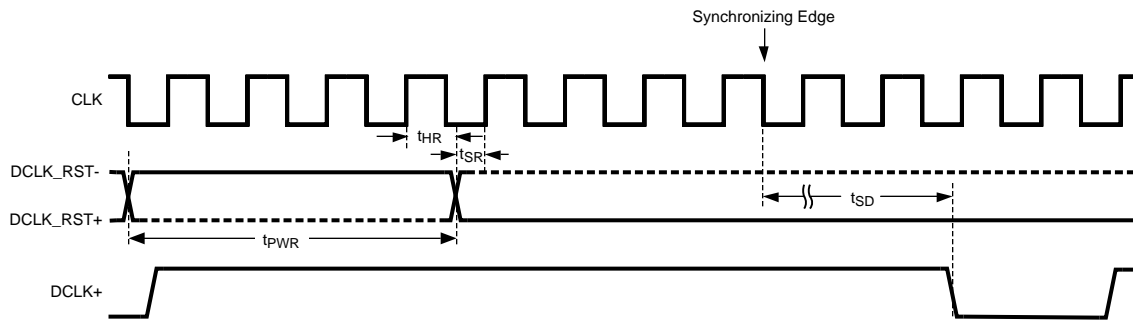 Synchronizing Edge
CLK
tHR
tSR
DCLK_RST-
DCLK_RST+
tSD
tPWR
DCLK+